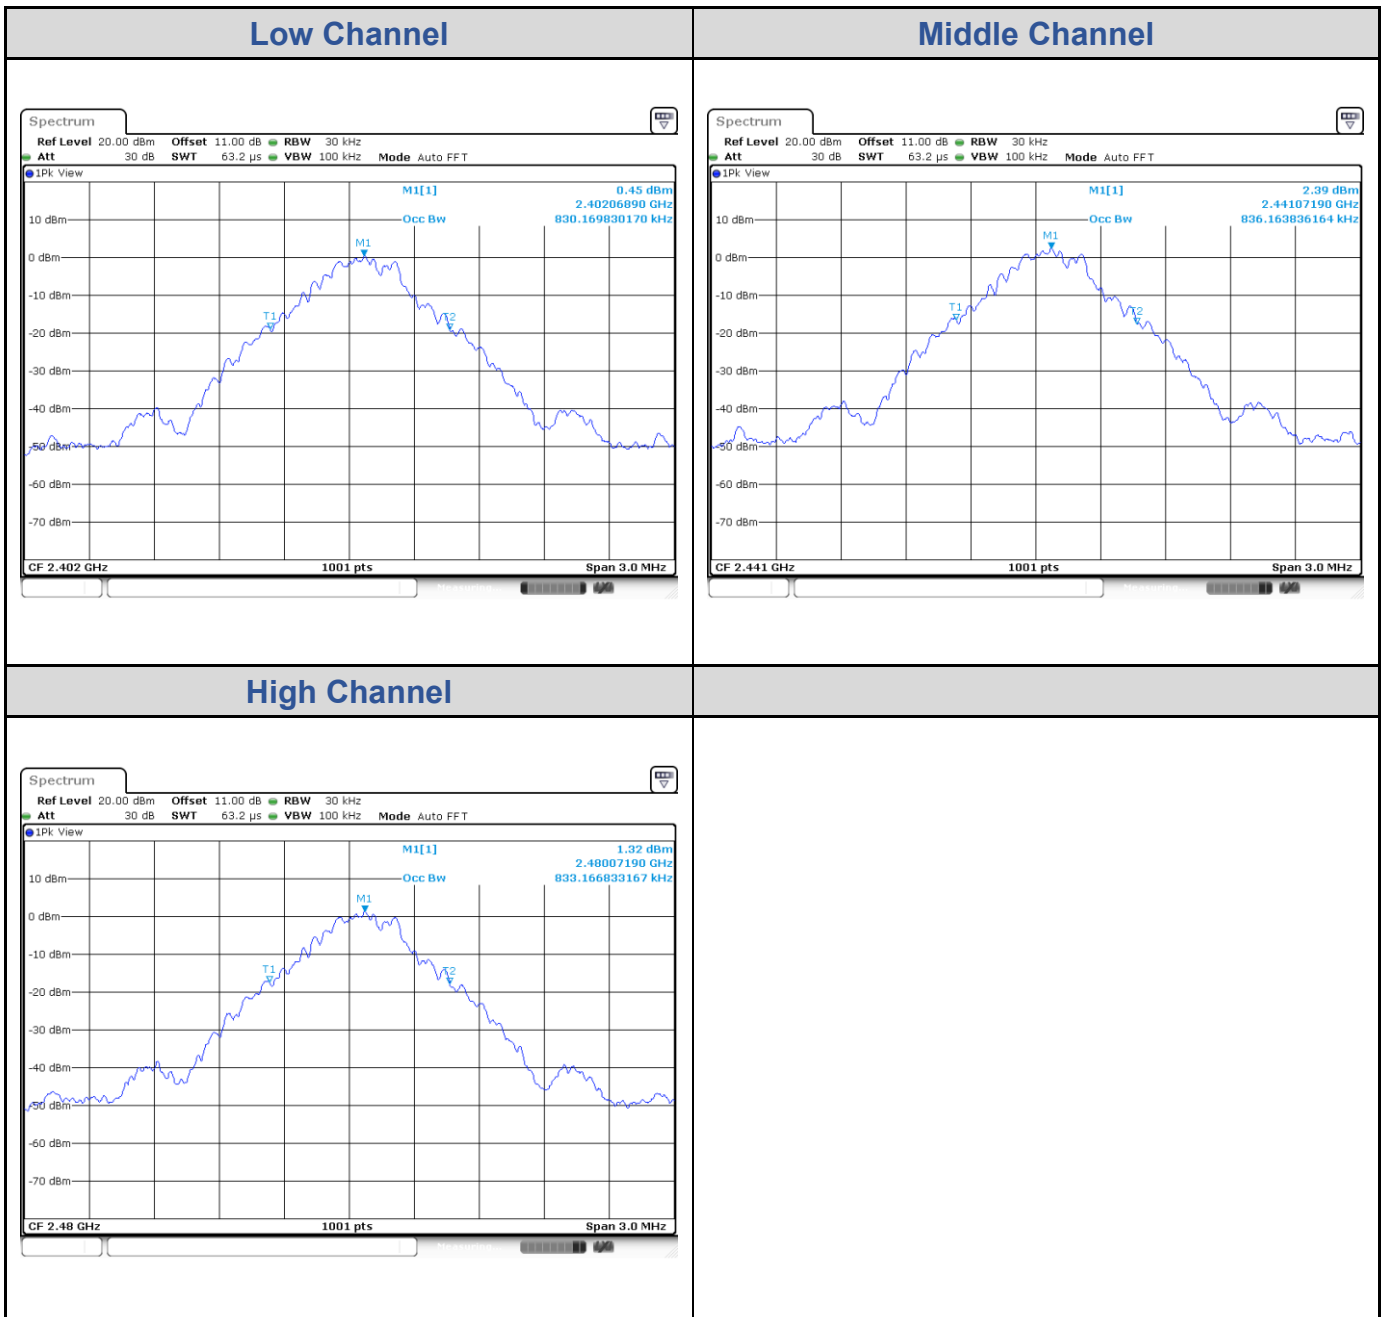 Low Channel
Middle Channel
Spectrum
Ref Level 20.00 dBm Offset 11.00 dB RBW 30 kHz
Att 30 dB SWT 63.2 µs VBW 100 kHz Mode Auto FFT
1Pk View
M1[1] 0.45 dBm
2.40206890 GHz
Occ Bw 830.169830170 kHz
10 dBm
M1
0 dBm
-10 dBm
T1
T2
-20 dBm
-30 dBm
-40 dBm
-50 dBm
-60 dBm
-70 dBm
CF 2.402 GHz 1001 pts Span 3.0 MHz
Spectrum
Ref Level 20.00 dBm Offset 11.00 dB RBW 30 kHz
Att 30 dB SWT 63.2 µs VBW 100 kHz Mode Auto FFT
1Pk View
M1[1] 2.39 dBm
2.44107190 GHz
Occ Bw 836.163836164 kHz
10 dBm
M1
0 dBm
-10 dBm
T1
T2
-20 dBm
-30 dBm
-40 dBm
-50 dBm
-60 dBm
-70 dBm
CF 2.441 GHz 1001 pts Span 3.0 MHz
High Channel
Spectrum
Ref Level 20.00 dBm Offset 11.00 dB RBW 30 kHz
Att 30 dB SWT 63.2 µs VBW 100 kHz Mode Auto FFT
1Pk View
M1[1] 1.32 dBm
2.48007190 GHz
Occ Bw 833.166833167 kHz
10 dBm
M1
0 dBm
-10 dBm
T1
T2
-20 dBm
-30 dBm
-40 dBm
-50 dBm
-60 dBm
-70 dBm
CF 2.48 GHz 1001 pts Span 3.0 MHz